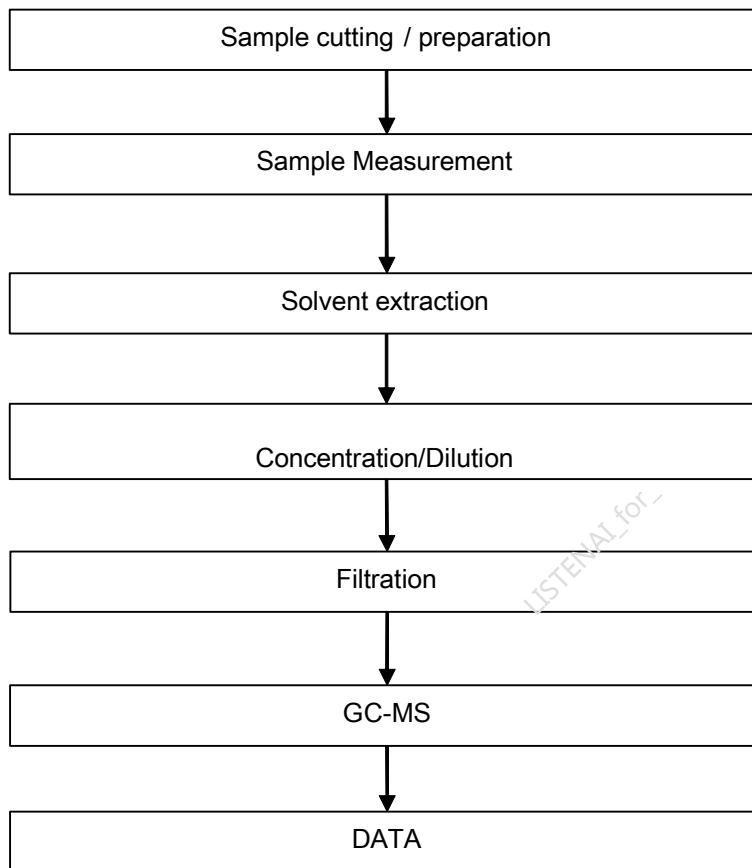 Sample cutting / preparation
Sample Measurement
Solvent extraction
Concentration/Dilution
LISTENAI_for_
Filtration
GC-MS
DATA